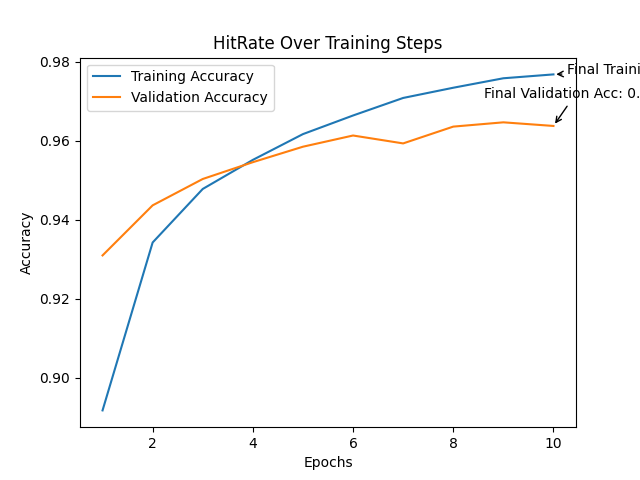 HitRate Over Training Steps
Training Accuracy
Validation Accuracy
Final Traini
Final Validation Acc: 0.
0.98
0.96
0.94
0.92
0.90
Accuracy
2
4
6
8
10
Epochs